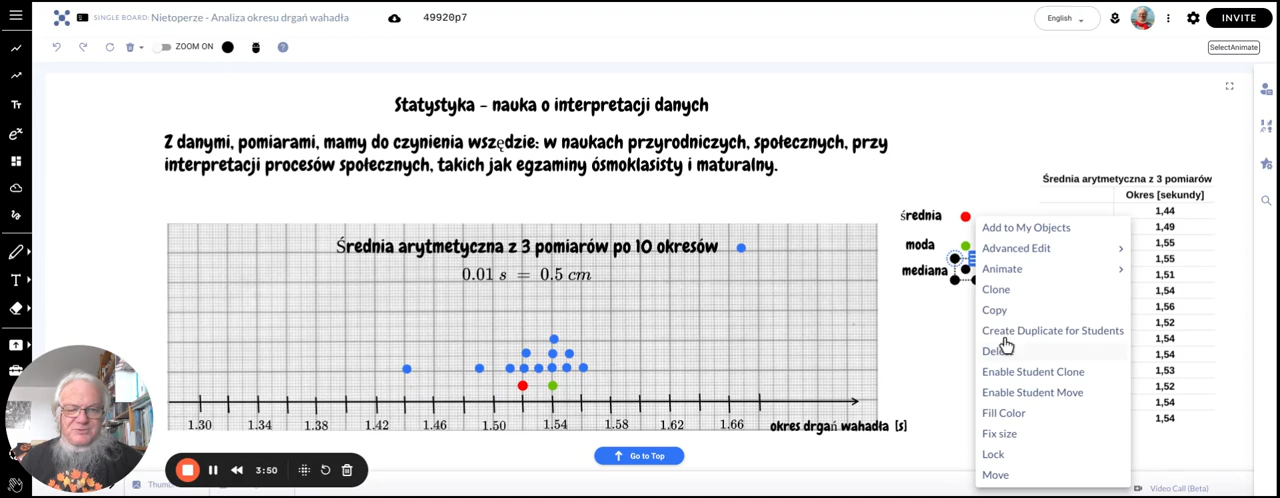 SINGLE BOARD: Nietoperze - Analiza okresu drgań wahadła
49920p7
English
INVITE
ZOOM ON
SelectAnimate
Statystyka - nauka o interpretacji danych
Z danymi, pomiarami, mamy do czynienia wszędzie: w naukach przyrodniczych, społecznych, przy
interpretacji procesów społecznych, takich jak egzaminy ósmoklasisty i maturalny.
Średnia arytmetyczna z 3 pomiarów
Okres [sekundy]
1,44
1,49
1,55
1,55
1,51
1,54
1,56
1,52
1,54
1,54
1,53
1,52
1,54
1,54
średnia
moda
mediana
Add to My Objects
Advanced Edit
Animate
Clone
Copy
Create Duplicate for Students
Enable Student Clone
Enable Student Move
Fill Color
Fix size
Lock
Move
Średnia arytmetyczna z 3 pomiarów po 10 okresów
0.01 s = 0.5 cm
1.30 1.34 1.38 1.42 1.46 1.50 1.54 1.58 1.62 1.66
okres drgań wahadła [s]
Go to Top
3:50
Video Call (Beta)